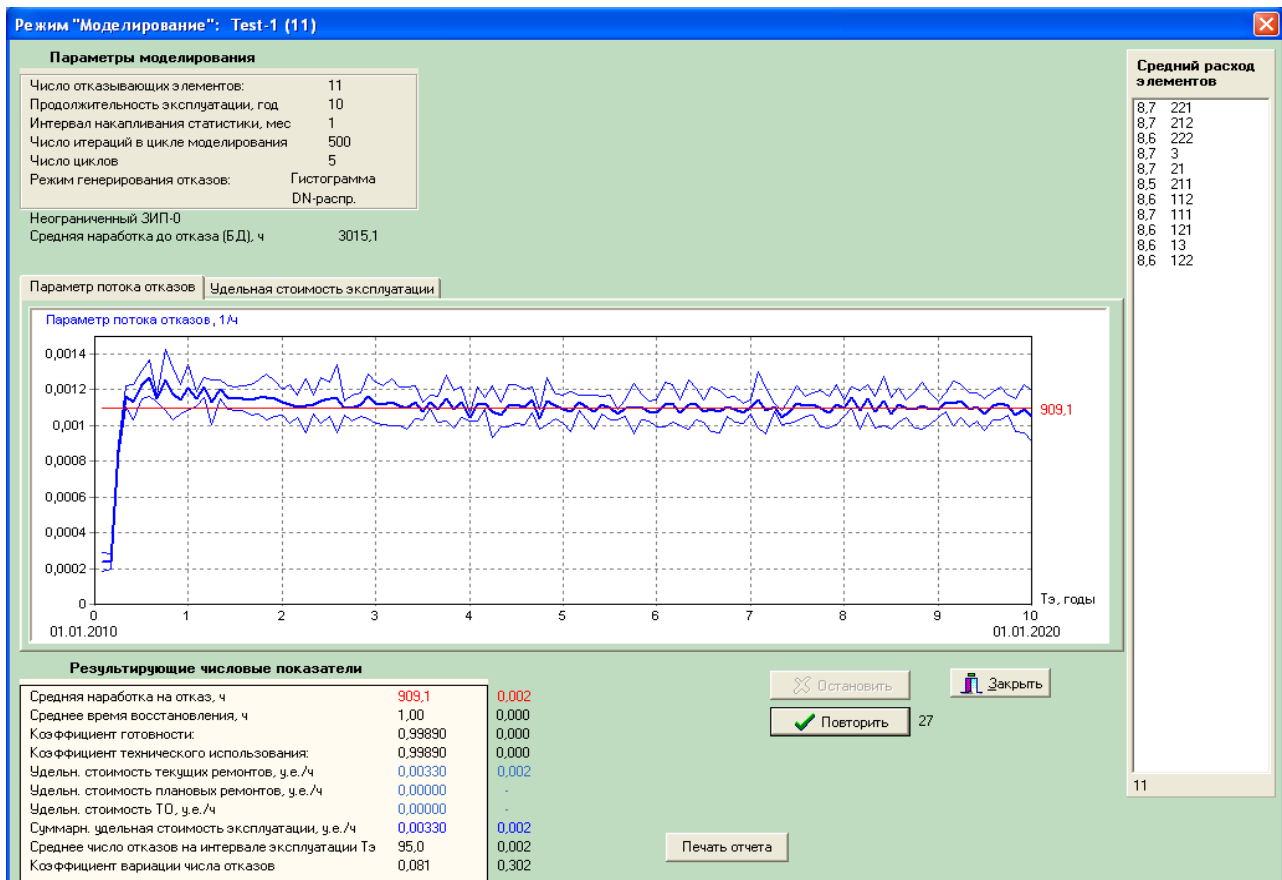 Режим "Моделирование": Test-1 (11)
Параметры моделирования
Число отказывающих элементов: 11
Продолжительность эксплуатации, год 10
Интервал накапливания статистики, мес 1
Число итераций в цикле моделирования 500
Число циклов 5
Режим генерирования отказов: Гистограмма
DN-распр.
Неограниченный ЗИП-0
Средняя наработка до отказа (БД), ч 3015,1
Средний расход
элементов
8,7 221
8,7 212
8,6 222
8,7 3
8,7 21
8,5 211
8,6 112
8,7 111
8,6 121
8,6 13
8,6 122
11
Параметр потока отказов Удельная стоимость эксплуатации
Параметр потока отказов, 1/ч
0,0014
0,0012
0,001
0,0008
0,0006
0,0004
0,0002
0
909,1
0 1 2 3 4 5 6 7 8 9 10
Тэ, годы
01.01.2010 01.01.2020
Результирующие числовые показатели
Средняя наработка на отказ, ч 909,1 0,002
Среднее время восстановления, ч 1,00 0,000
Коэффициент готовности: 0,99890 0,000
Коэффициент технического использования: 0,99890 0,000
Удельн. стоимость текущих ремонтов, у.е./ч 0,00330 0,002
Удельн. стоимость плановых ремонтов, у.е./ч 0,00000 -
Удельн. стоимость ТО, у.е./ч 0,00000 -
Суммарн. удельная стоимость эксплуатации, у.е./ч 0,00330 0,002
Среднее число отказов на интервале эксплуатации Тэ 95,0 0,002
Коэффициент вариации числа отказов 0,081 0,302
Остановить
Закрыть
Повторить 27
Печать отчета